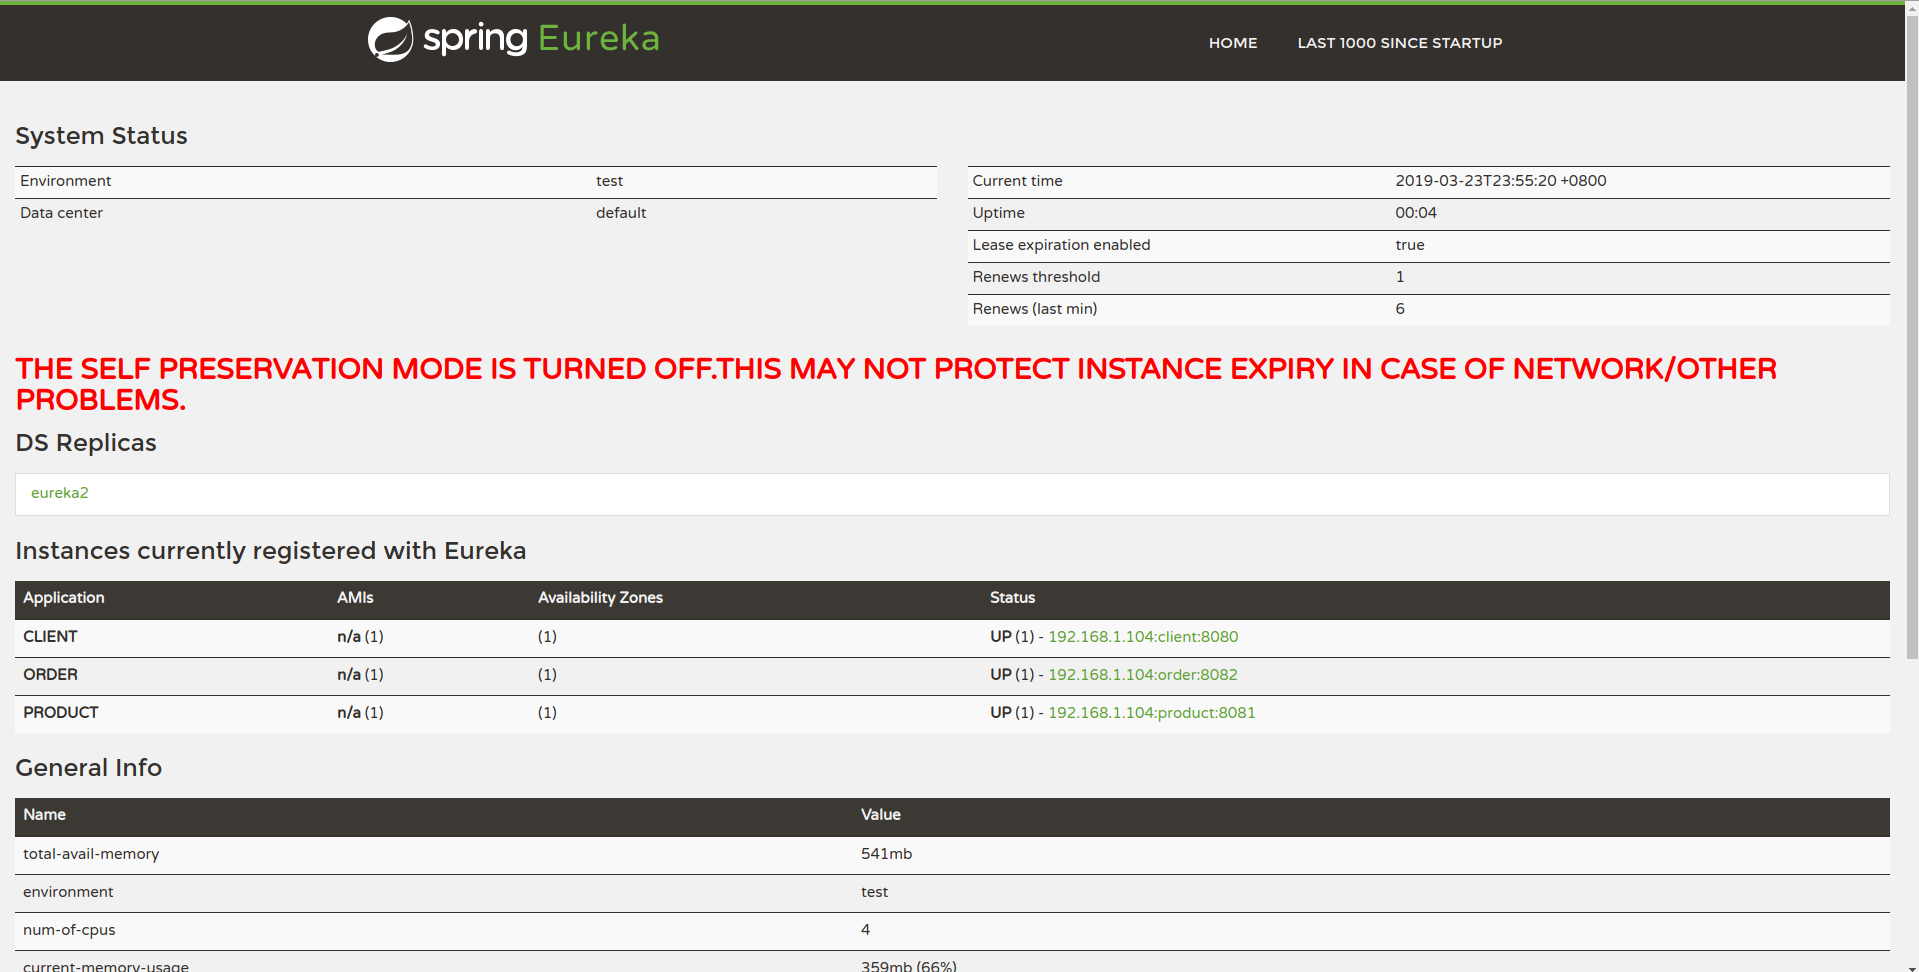 spring Eureka
HOME LAST 1000 SINCE STARTUP
System Status
Environment test
Data center default
Current time 2019-03-23T23:55:20 +0800
Uptime 00:04
Lease expiration enabled true
Renews threshold 1
Renews (last min) 6
THE SELF PRESERVATION MODE IS TURNED OFF.THIS MAY NOT PROTECT INSTANCE EXPIRY IN CASE OF NETWORK/OTHER
PROBLEMS.
DS Replicas
eureka2
Instances currently registered with Eureka
Application AMIs Availability Zones Status
CLIENT n/a (1) (1) UP (1) - 192.168.1.104:client:8080
ORDER n/a (1) (1) UP (1) - 192.168.1.104:order:8082
PRODUCT n/a (1) (1) UP (1) - 192.168.1.104:product:8081
General Info
Name Value
total-avail-memory 541mb
environment test
num-of-cpus 4
current-memory-usage 359mb (66%)